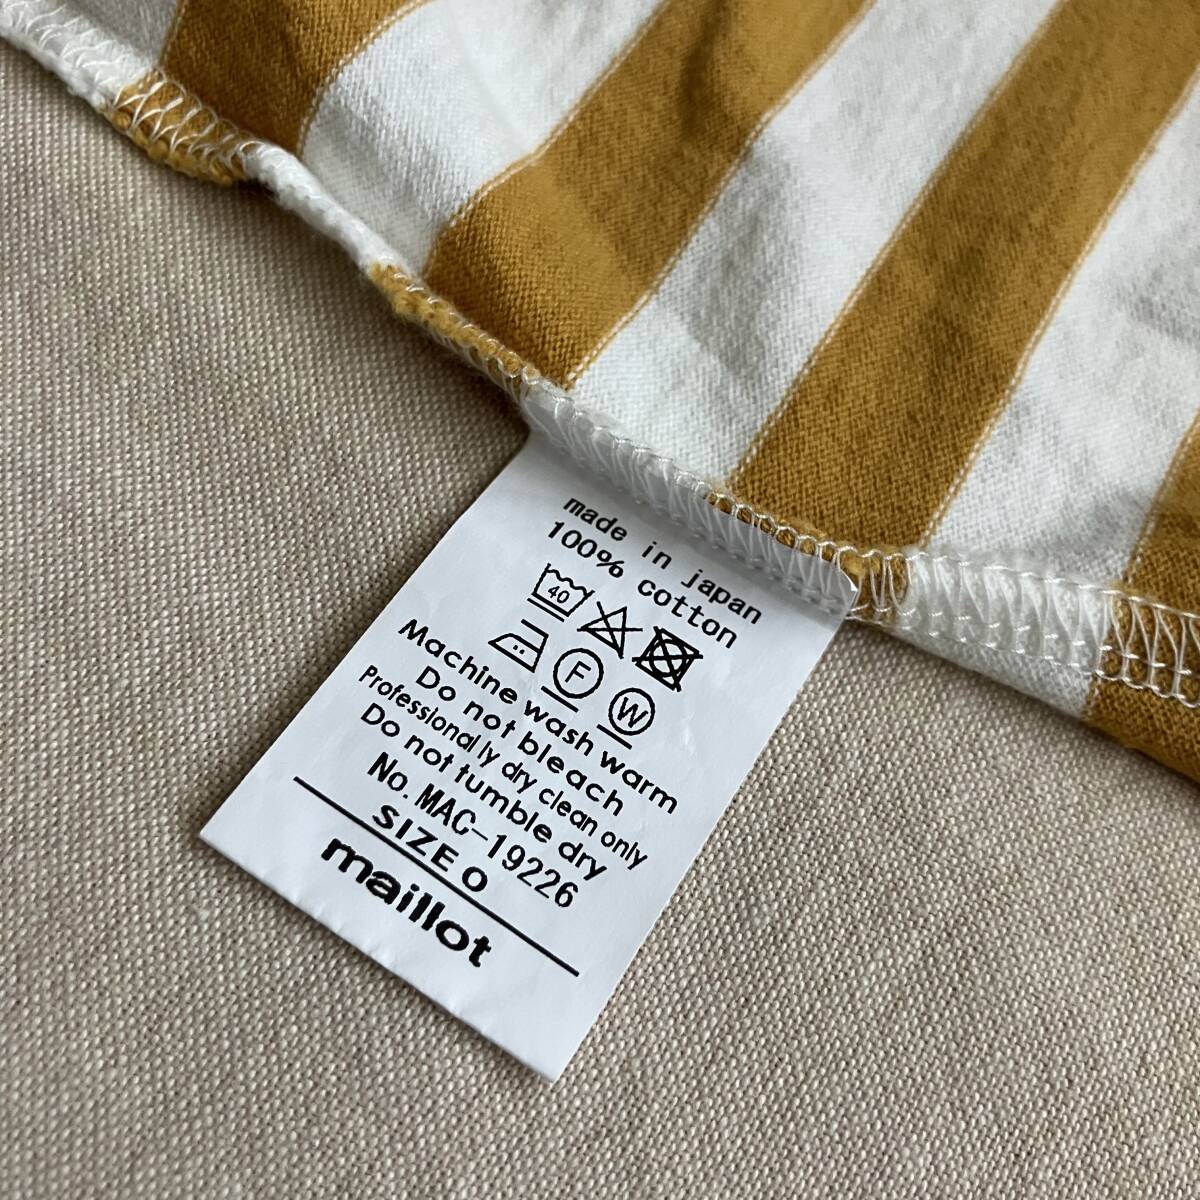 made in japan
100% cotton
40
F W
Machine wash warm
Do not bleach
Professionally dry clean only
Do not tumble dry
No. MAC-19226
SIZE 0
maillot